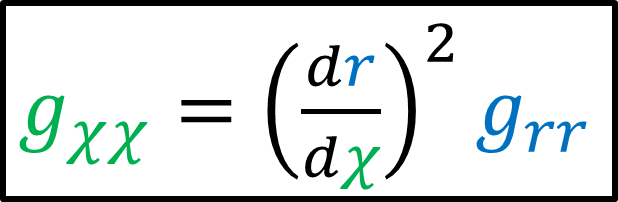 g_χχ = (dr/dχ)² g_rr